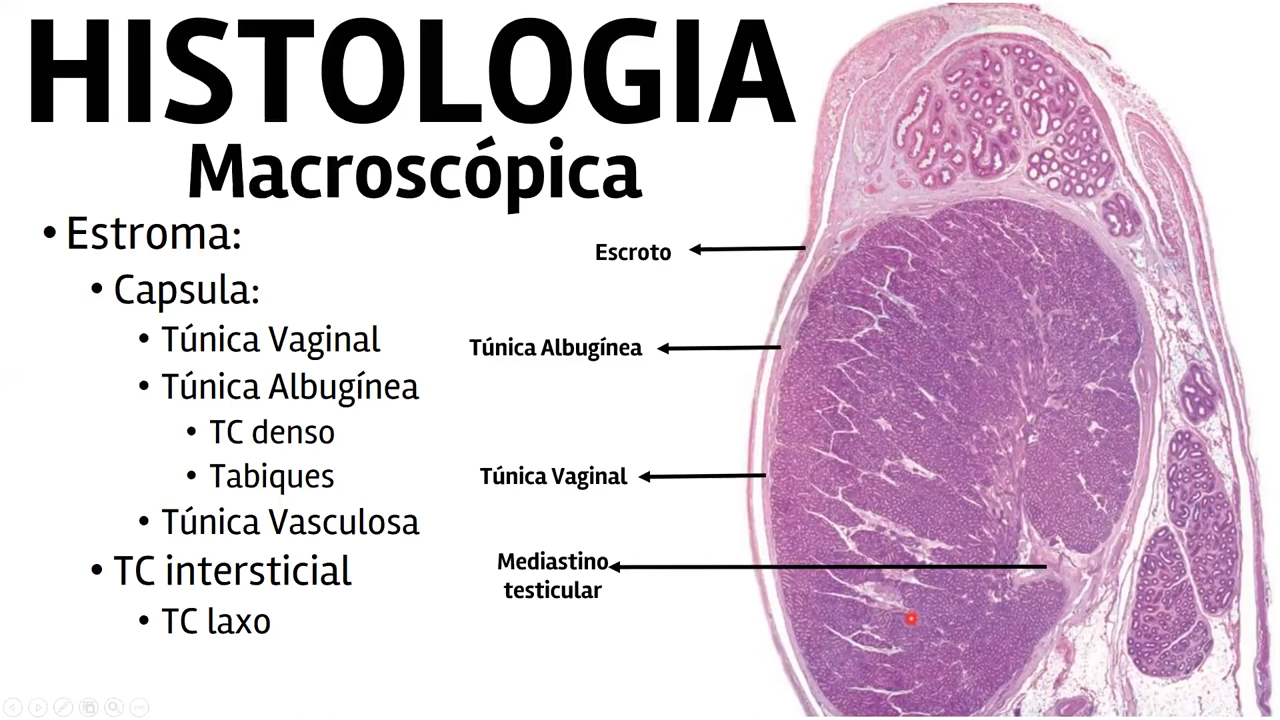 HISTOLOGIA
Macroscópica
• Estroma:
• Capsula:
• Túnica Vaginal
• Túnica Albugínea
• TC denso
• Tabiques
• Túnica Vasculosa
• TC intersticial
• TC laxo
Escroto
Túnica Albugínea
Túnica Vaginal
Mediastino
testicular